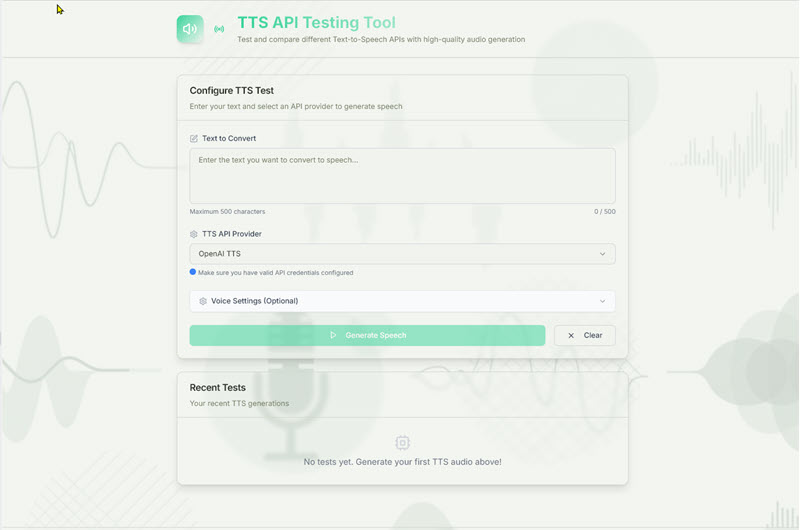 TTS API Testing Tool
Test and compare different Text-to-Speech APIs with high-quality audio generation
Configure TTS Test
Enter your text and select an API provider to generate speech
Text to Convert
Enter the text you want to convert to speech...
Maximum 500 characters
0 / 500
TTS API Provider
OpenAI TTS
Make sure you have valid API credentials configured
Voice Settings (Optional)
Generate Speech
Clear
Recent Tests
Your recent TTS generations
No tests yet. Generate your first TTS audio above!